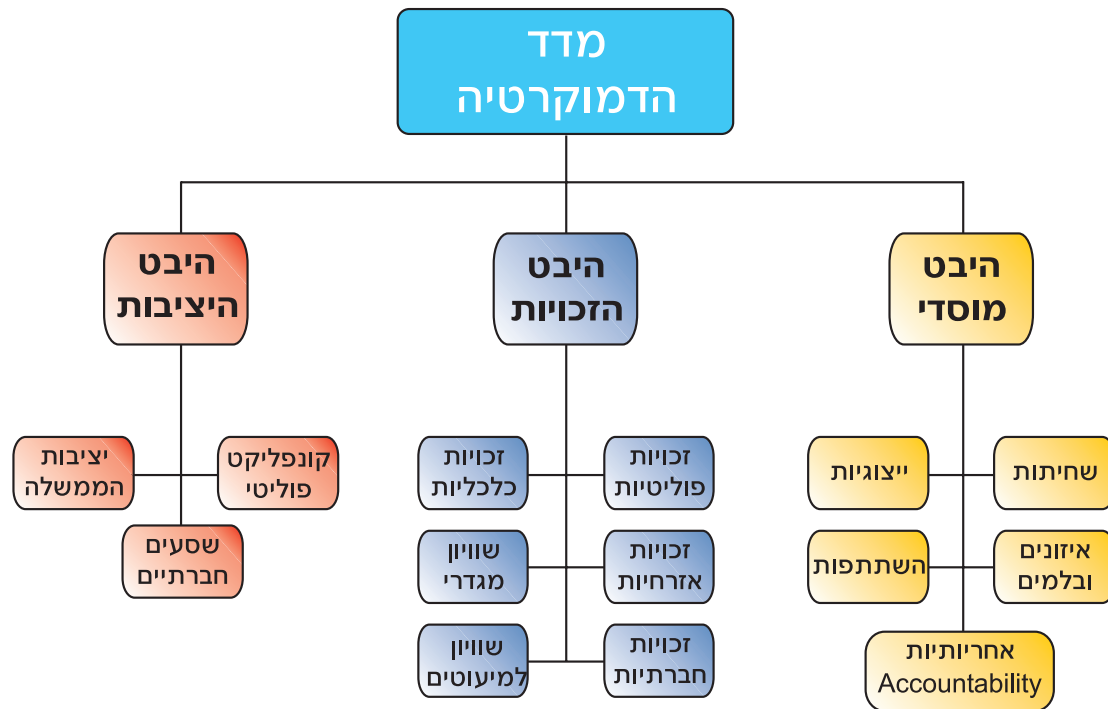 מדד
הדמוקרטיה
היבט
מוסדי
היבט
הזכויות
היבט
היציבות
שחיתות
ייצוגיות
איזונים
ובלמים
השתתפות
אחריותיות
Accountability
זכויות
פוליטיות
זכויות
כלכליות
זכויות
אזרחיות
שוויון
מגדרי
זכויות
חברתיות
שוויון
למיעוטים
קונפליקט
פוליטי
יציבות
הממשלה
שסעים
חברתיים